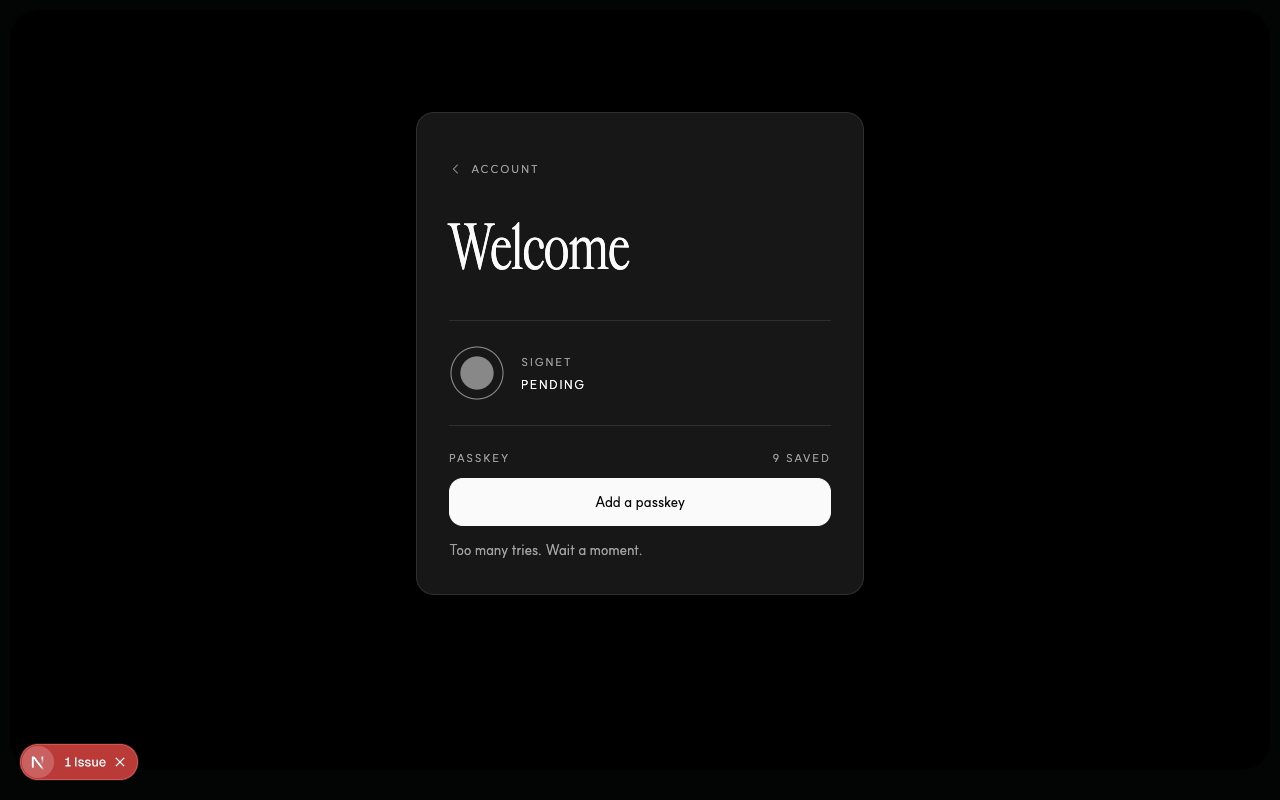 ACCOUNT
Welcome
SIGNET
PENDING
PASSKEY 9 SAVED
Add a passkey
Too many tries. Wait a moment.
N 1 Issue